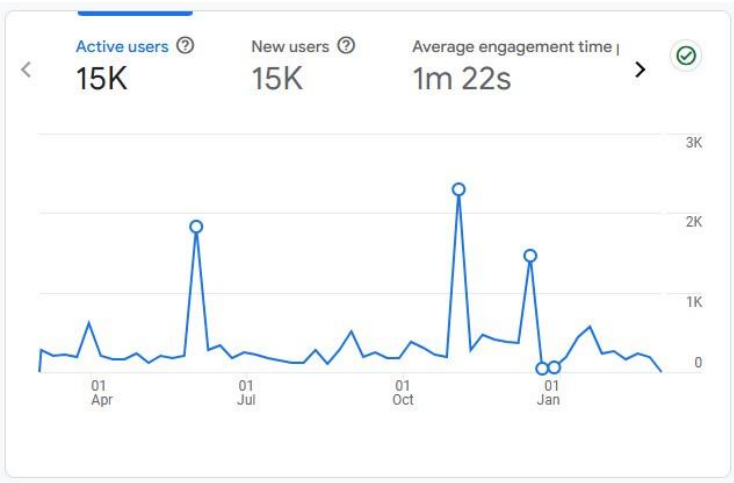 Active users
15K
New users
15K
Average engagement time
1m 22s
3K
2K
1K
0
01
Apr
01
Jul
01
Oct
01
Jan